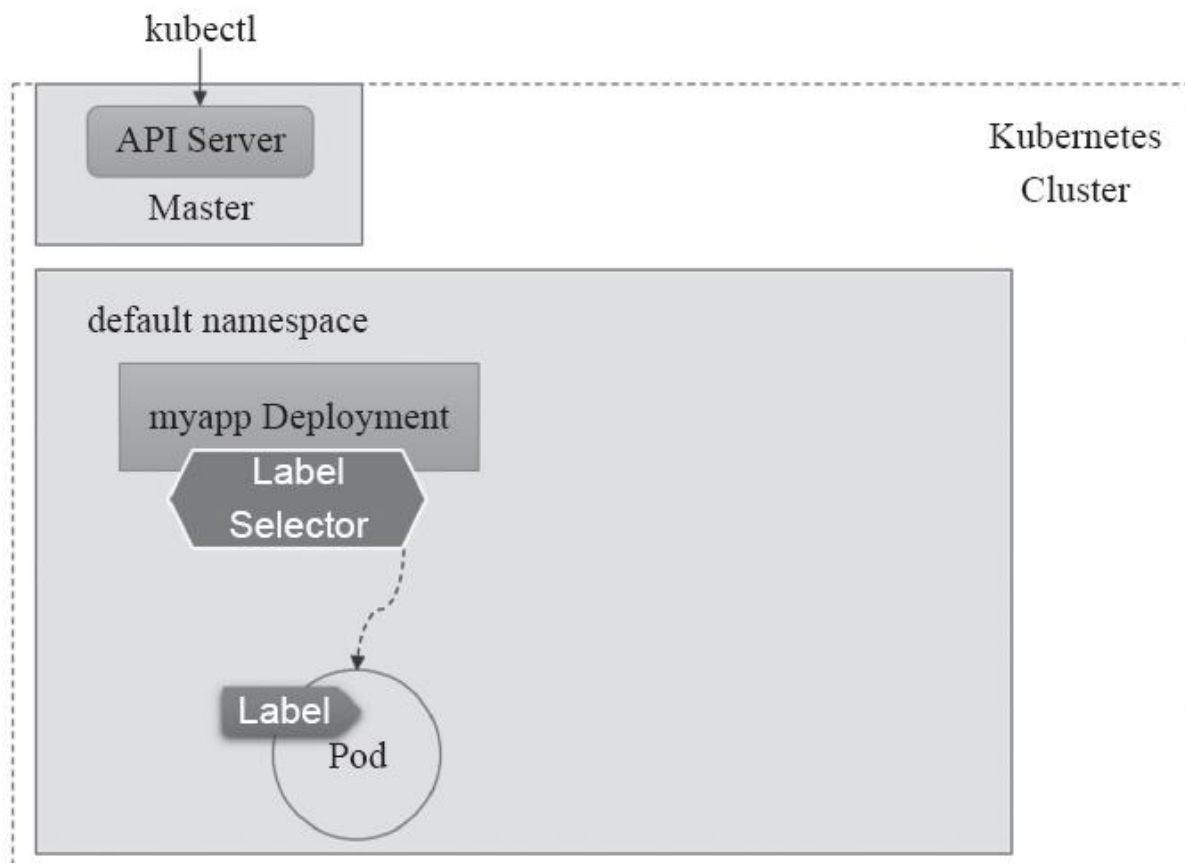 kubectl
API Server
Master
Kubernetes
Cluster
default namespace
myapp Deployment
Label
Selector
Label
Pod